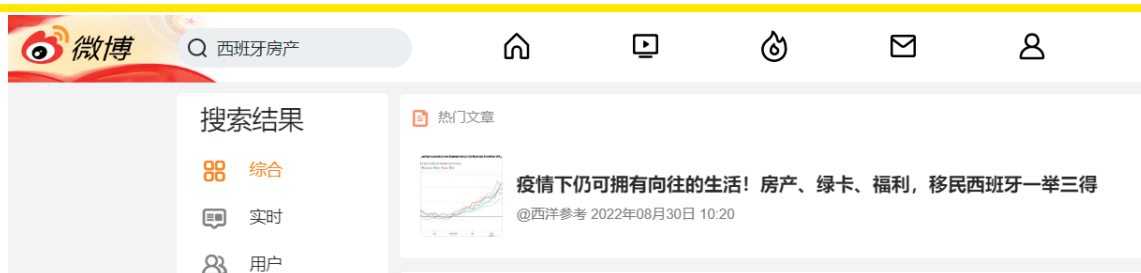 微博
西班牙房产
搜索结果
综合
实时
用户
热门文章
疫情下仍可拥有向往的生活！房产、绿卡、福利，移民西班牙一举三得
@西洋参考 2022年08月30日 10:20